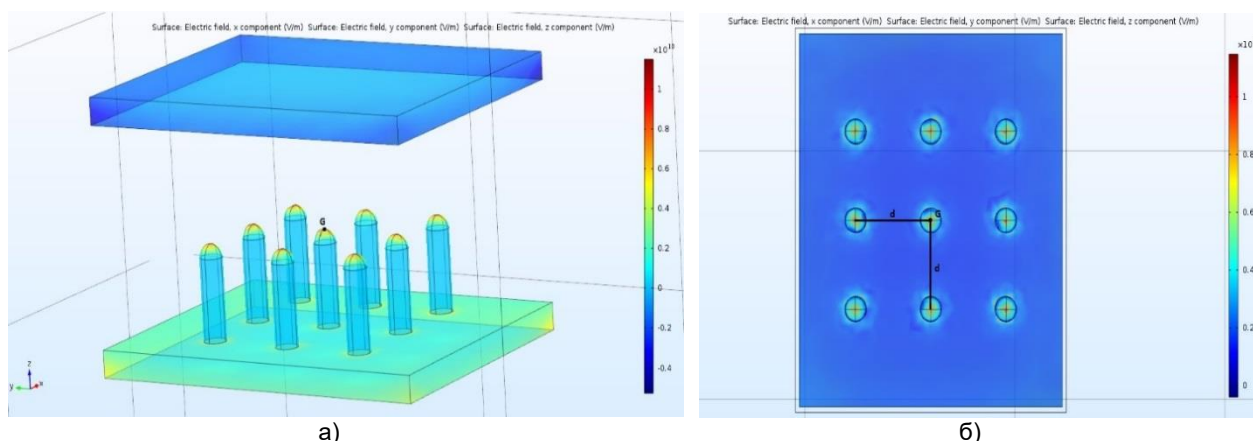 Surface: Electric field, x component (V/m) Surface: Electric field, y component (V/m) Surface: Electric field, z component (V/m)
x10¹⁰
1
0.8
0.6
0.4
0.2
0
-0.2
-0.4
G
z
y
x
а)
Surface: Electric field, x component (V/m) Surface: Electric field, y component (V/m) Surface: Electric field, z component (V/m)
x10
1
0.8
0.6
0.4
0.2
0
d
G
d
б)